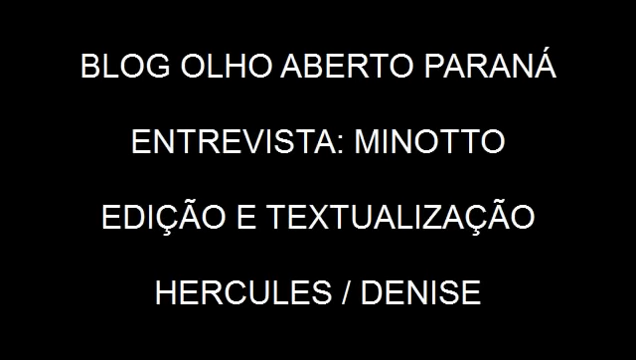 BLOG OLHO ABERTO PARANÁ
ENTREVISTA: MINOTTO
EDIÇÃO E TEXTUALIZAÇÃO
HERCULES / DENISE